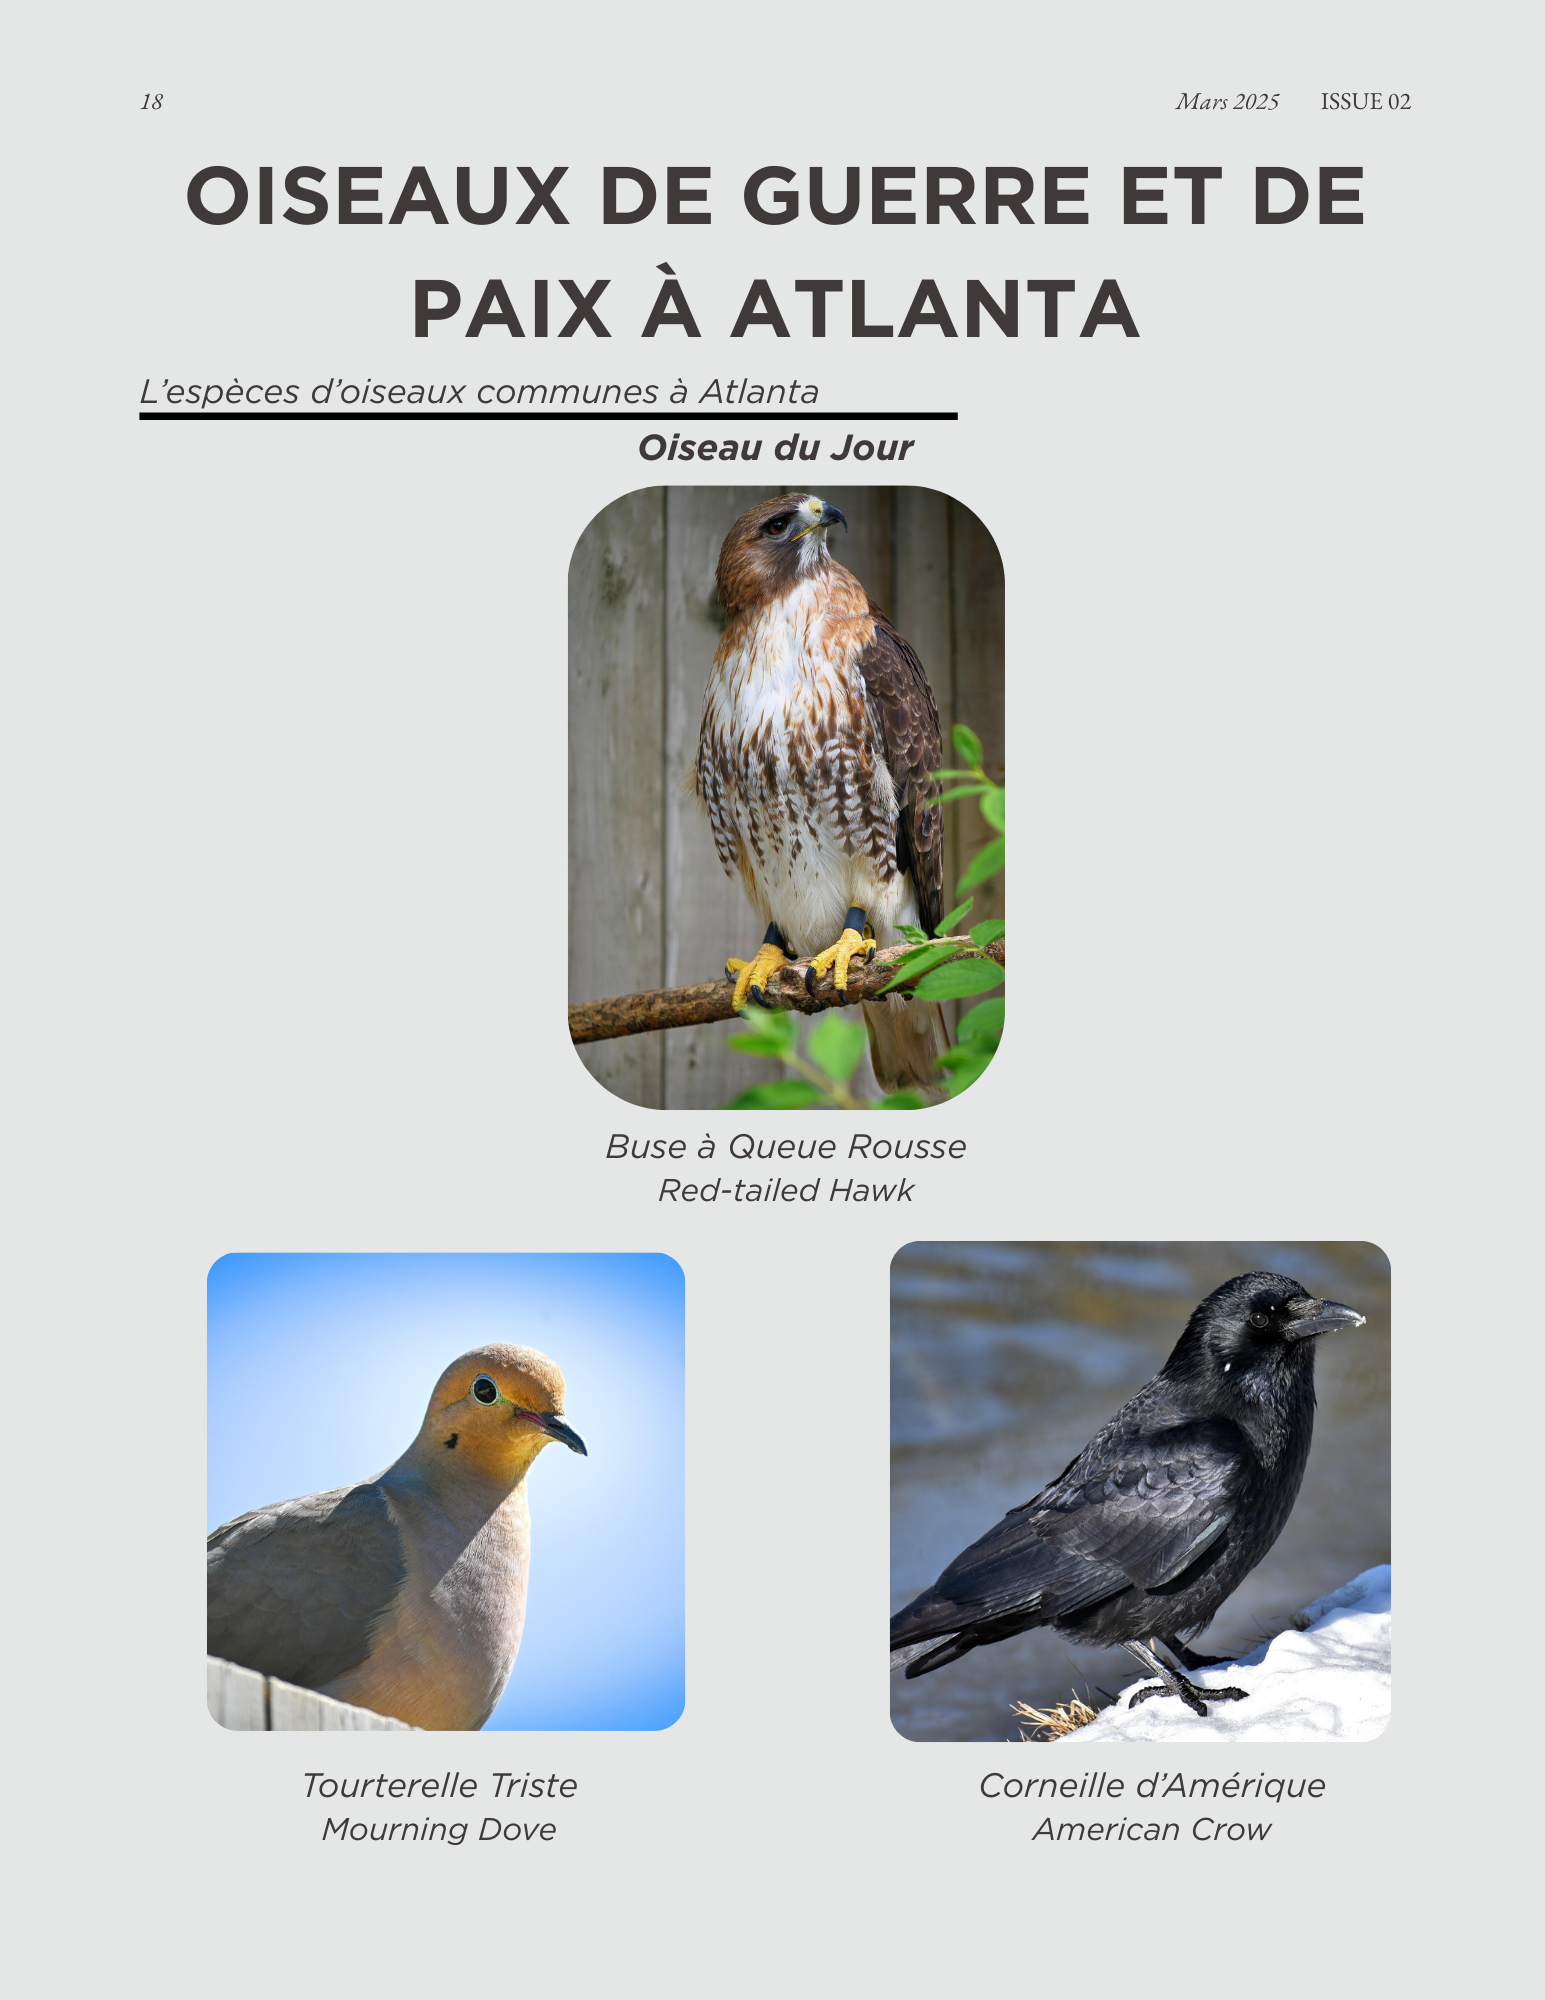 18
Mars 2025 ISSUE 02
OISEAUX DE GUERRE ET DE
PAIX À ATLANTA
L’espèces d’oiseaux communes à Atlanta
Oiseau du Jour
Buse à Queue Rousse
Red-tailed Hawk
Tourterelle Triste
Mourning Dove
Corneille d’Amérique
American Crow